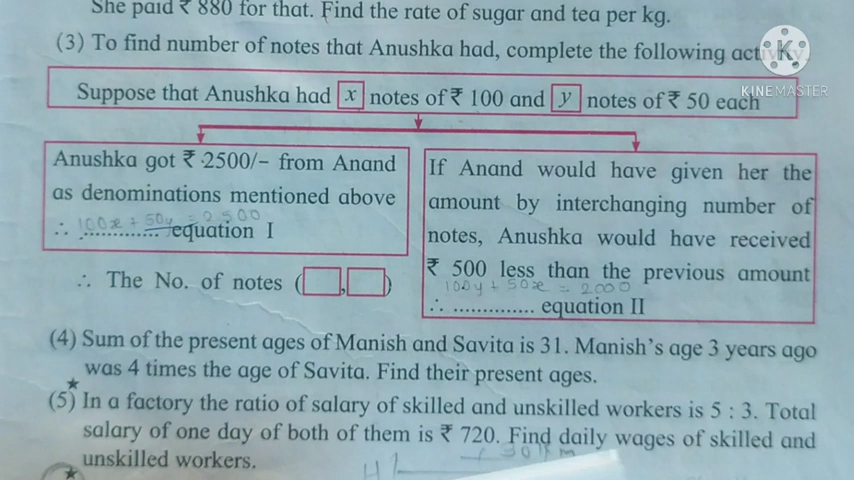 She paid ₹ 880 for that. Find the rate of sugar and tea per kg.
(3) To find number of notes that Anushka had, complete the following activity.
K
KINEMASTER
Suppose that Anushka had x notes of ₹ 100 and y notes of ₹ 50 each
Anushka got ₹ 2500/- from Anand
as denominations mentioned above
100x + 50y = 2500
∴ .............. equation I
∴ The No. of notes ( , )
If Anand would have given her the
amount by interchanging number of
notes, Anushka would have received
₹ 500 less than the previous amount
100y + 50x = 2000
∴ .............. equation II
(4) Sum of the present ages of Manish and Savita is 31. Manish's age 3 years ago
was 4 times the age of Savita. Find their present ages.
(5) In a factory the ratio of salary of skilled and unskilled workers is 5 : 3. Total
salary of one day of both of them is ₹ 720. Find daily wages of skilled and
unskilled workers.